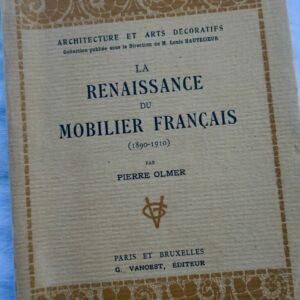 ARCHITECTURE ET ARTS DÉCORATIFS
Collection publiée sous la Direction de M. Louis HAUTECŒUR
LA
RENAISSANCE
DU
MOBILIER FRANÇAIS
(1890-1910)
PAR
PIERRE OLMER
PARIS ET BRUXELLES
G. VANOEST, ÉDITEUR